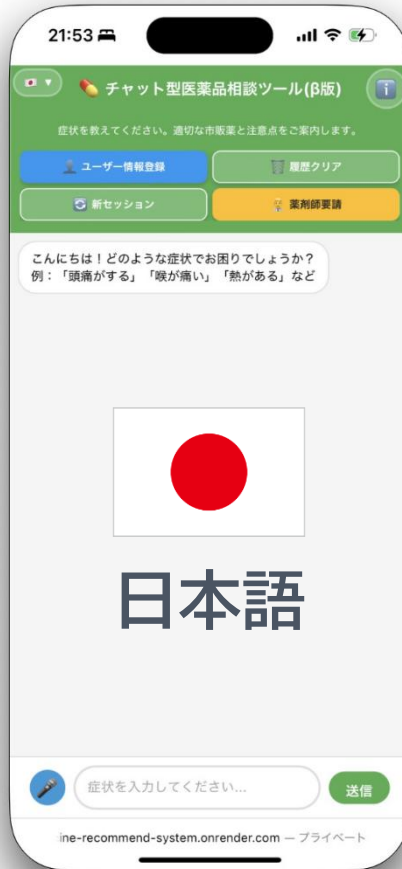 21:53
💊 チャット型医薬品相談ツール(β版)
症状を教えてください。適切な市販薬と注意点をご案内します。
ユーザー情報登録
履歴クリア
新セッション
薬剤師要請
こんにちは！どのような症状でお困りでしょうか？
例：「頭痛がする」「喉が痛い」「熱がある」など
日本語
症状を入力してください...
送信
ine-recommend-system.onrender.com — プライベート